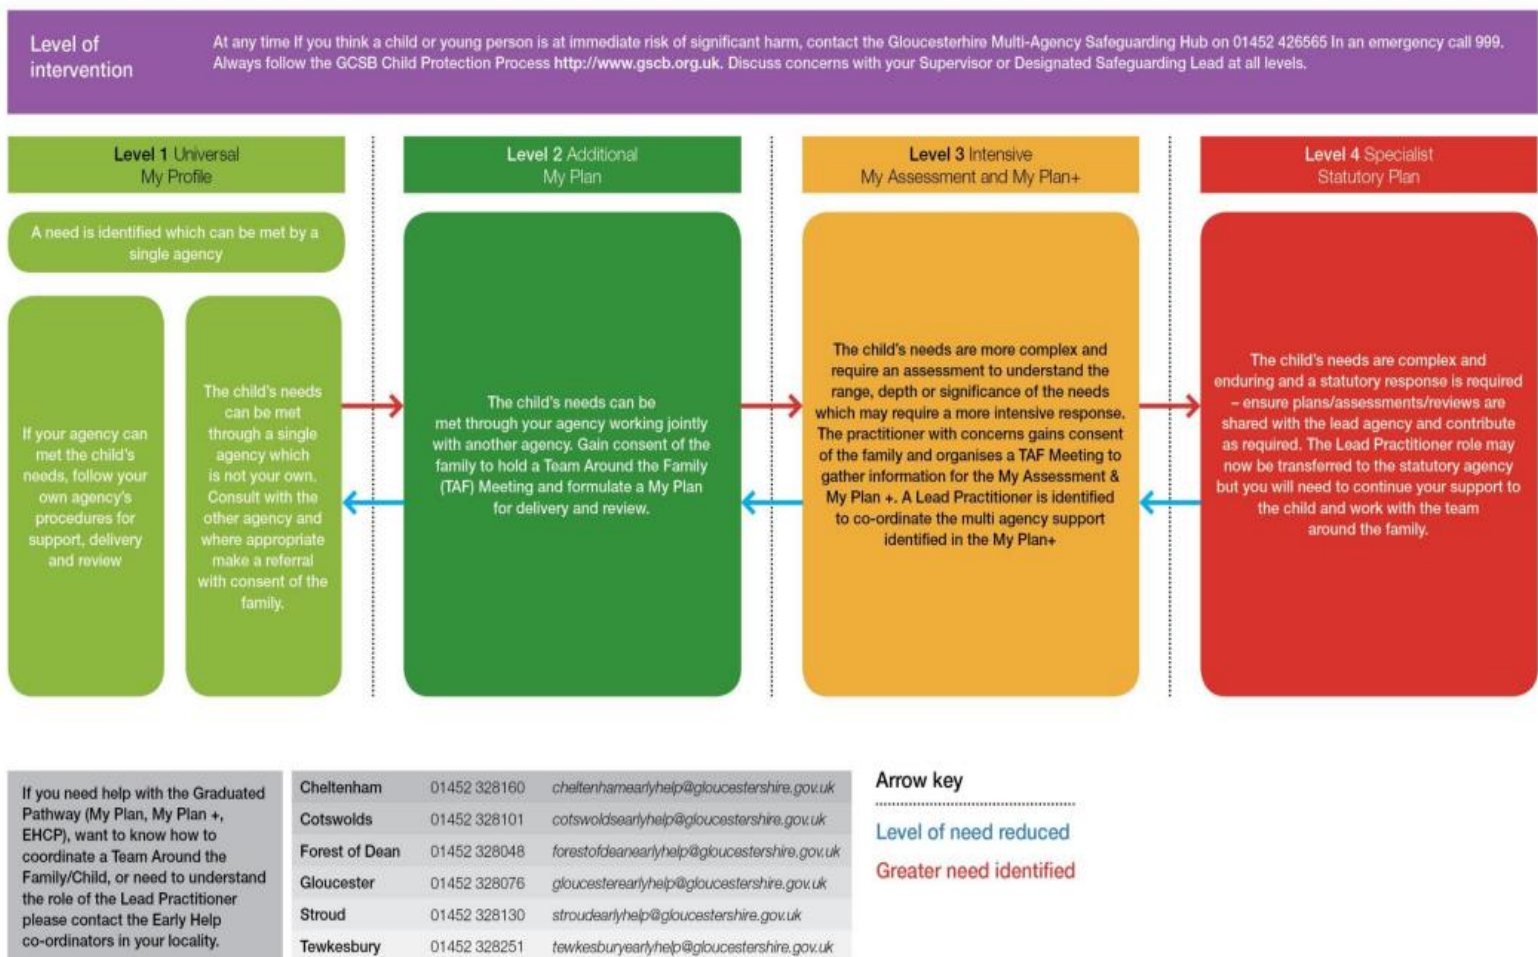 Level of
intervention
At any time If you think a child or young person is at immediate risk of significant harm, contact the Gloucesterhire Multi-Agency Safeguarding Hub on 01452 426565 In an emergency call 999.
Always follow the GCSB Child Protection Process http://www.gscb.org.uk. Discuss concerns with your Supervisor or Designated Safeguarding Lead at all levels.
Level 1 Universal
My Profile
A need is identified which can be met by a
single agency
If your agency can
met the child's
needs, follow your
own agency's
procedures for
support, delivery
and review
The child's needs
can be met
through a single
agency which
is not your own.
Consult with the
other agency and
where appropriate
make a referral
with consent of the
family.
Level 2 Additional
My Plan
The child's needs can be
met through your agency working jointly
with another agency. Gain consent of the
family to hold a Team Around the Family
(TAF) Meeting and formulate a My Plan
for delivery and review.
Level 3 Intensive
My Assessment and My Plan+
The child's needs are more complex and
require an assessment to understand the
range, depth or significance of the needs
which may require a more intensive response.
The practitioner with concerns gains consent
of the family and organises a TAF Meeting to
gather information for the My Assessment &
My Plan +. A Lead Practitioner is identified
to co-ordinate the multi agency support
identified in the My Plan+
Level 4 Specialist
Statutory Plan
The child's needs are complex and
enduring and a statutory response is required
– ensure plans/assessments/reviews are
shared with the lead agency and contribute
as required. The Lead Practitioner role may
now be transferred to the statutory agency
but you will need to continue your support to
the child and work with the team
around the family.
If you need help with the Graduated
Pathway (My Plan, My Plan +,
EHCP), want to know how to
coordinate a Team Around the
Family/Child, or need to understand
the role of the Lead Practitioner
please contact the Early Help
co-ordinators in your locality.
Cheltenham 01452 328160 cheltenhamearlyhelp@gloucestershire.gov.uk
Cotswolds 01452 328101 cotswoldsearlyhelp@gloucestershire.gov.uk
Forest of Dean 01452 328048 forestofdeanearlyhelp@gloucestershire.gov.uk
Gloucester 01452 328076 gloucesterearlyhelp@gloucestershire.gov.uk
Stroud 01452 328130 stroudearlyhelp@gloucestershire.gov.uk
Tewkesbury 01452 328251 tewkesburyearlyhelp@gloucestershire.gov.uk
Arrow key
Level of need reduced
Greater need identified